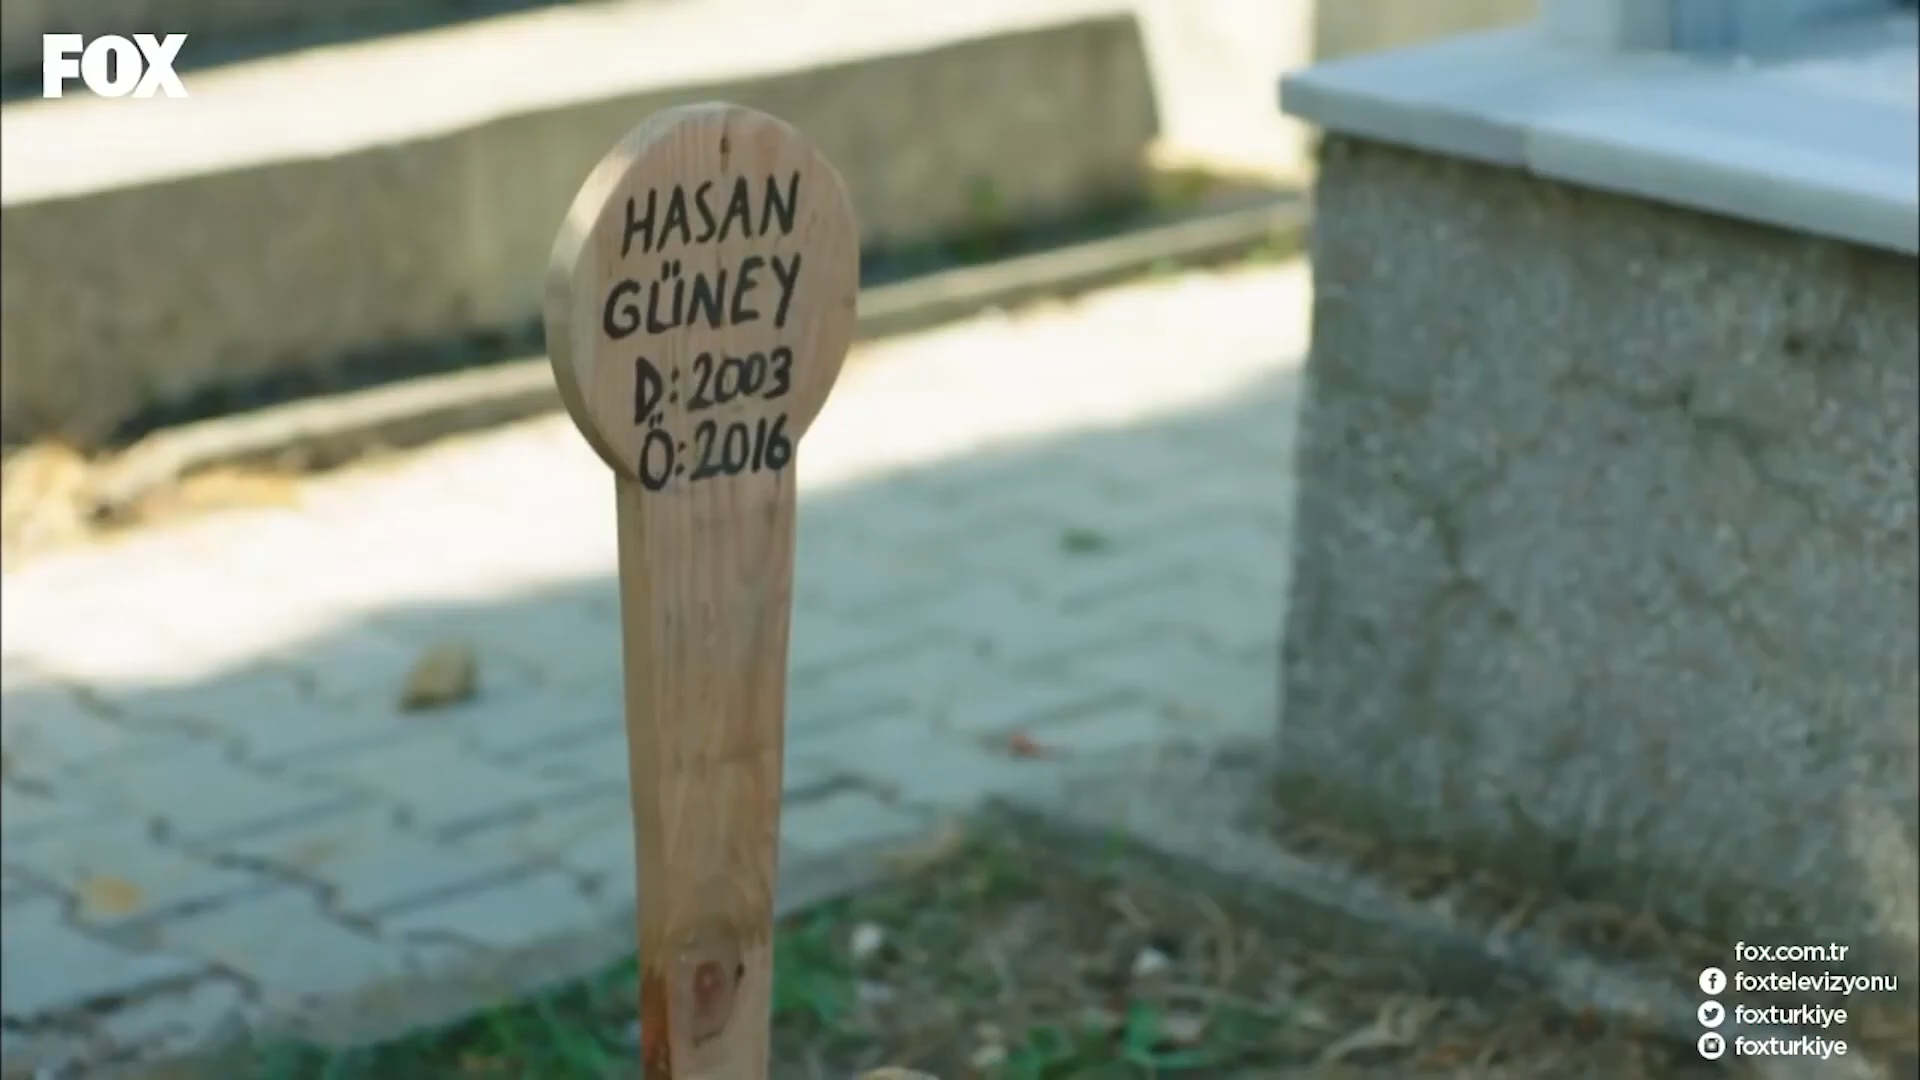 FOX
HASAN
GÜNEY
D: 2003
Ö: 2016
fox.com.tr
foxtelevizyonu
foxturkiye
foxturkiye